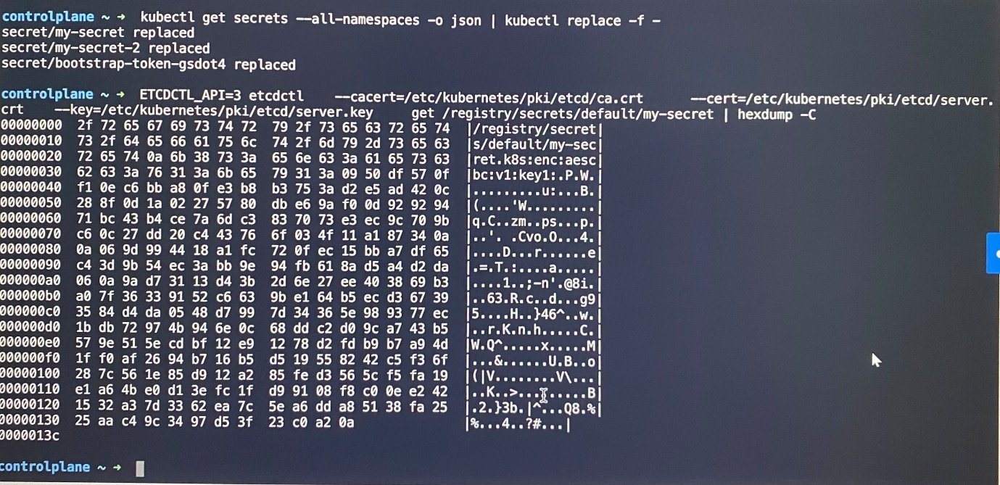 controlplane ~ ➜  kubectl get secrets --all-namespaces -o json | kubectl replace -f -
secret/my-secret replaced
secret/my-secret-2 replaced
secret/bootstrap-token-gsdot4 replaced
controlplane ~ ➜  ETCDCTL_API=3 etcdctl    --cacert=/etc/kubernetes/pki/etcd/ca.crt      --cert=/etc/kubernetes/pki/etcd/server.
crt    --key=/etc/kubernetes/pki/etcd/server.key     get /registry/secrets/default/my-secret | hexdump -C
00000000  2f 72 65 67 69 73 74 72  79 2f 73 65 63 72 65 74  |/registry/secret|
00000010  73 2f 64 65 66 61 75 6c  74 2f 6d 79 2d 73 65 63  |s/default/my-sec|
00000020  72 65 74 0a 6b 38 73 3a  65 6e 63 3a 61 65 73 63  |ret.k8s:enc:aesc|
00000030  62 63 3a 76 31 3a 6b 65  79 31 3a 09 50 df 57 0f  |bc:v1:key1:.P.W.|
00000040  f1 0e c6 bb a8 0f e3 b8  b3 75 3a d2 e5 ad 42 0c  |.........u:...B.|
00000050  28 8f 0d 1a 02 27 57 80  db e6 9a f0 0d 92 92 94  |(....'W.........|
00000060  71 bc 43 b4 ce 7a 6d c3  83 70 73 e3 ec 9c 70 9b  |q.C..zm..ps...p.|
00000070  c6 0c 27 dd 20 c4 43 76  6f 03 4f 11 a1 87 34 0a  |..'. .Cvo.O...4.|
00000080  0a 06 9d 99 44 18 a1 fc  72 0f ec 15 bb a7 df 65  |....D...r......e|
00000090  c4 3d 9b 54 ec 3a bb 9e  94 fb 61 8a d5 a4 d2 da  |.=.T.:....a.....|
000000a0  06 0a 9a d7 31 13 d4 3b  2d 6e 27 ee 40 38 69 b3  |....1..;-n'.@8i.|
000000b0  a0 7f 36 33 91 52 c6 63  9b e1 64 b5 ec d3 67 39  |..63.R.c..d...g9|
000000c0  35 84 d4 da 05 48 d7 99  7d 34 36 5e 98 93 77 ec  |5....H..}46^..w.|
000000d0  1b db 72 97 4b 94 6e 0c  68 dd c2 d0 9c a7 43 b5  |..r.K.n.h.....C.|
000000e0  57 9e 51 5e cd bf 12 e9  12 78 d2 fd b9 b7 a9 4d  |W.Q^.....x.....M|
000000f0  1f f0 af 26 94 b7 16 b5  d5 19 55 82 42 c5 f3 6f  |...&......U.B..o|
00000100  28 7c 56 1e 85 d9 12 a2  85 fe d3 56 5c f5 fa 19  |(|V........V\...|
00000110  e1 a6 4b e0 d1 3e fc 1f  d9 91 08 f8 c0 0e e2 42  |..K..>.........B|
00000120  15 32 a3 7d 33 62 ea 7c  5e a6 dd a8 51 38 fa 25  |.2.}3b.|^...Q8.%|
00000130  25 aa c4 9c 34 97 d5 3f  23 c0 a2 0a              |%...4..?#...|
0000013c
controlplane ~ ➜